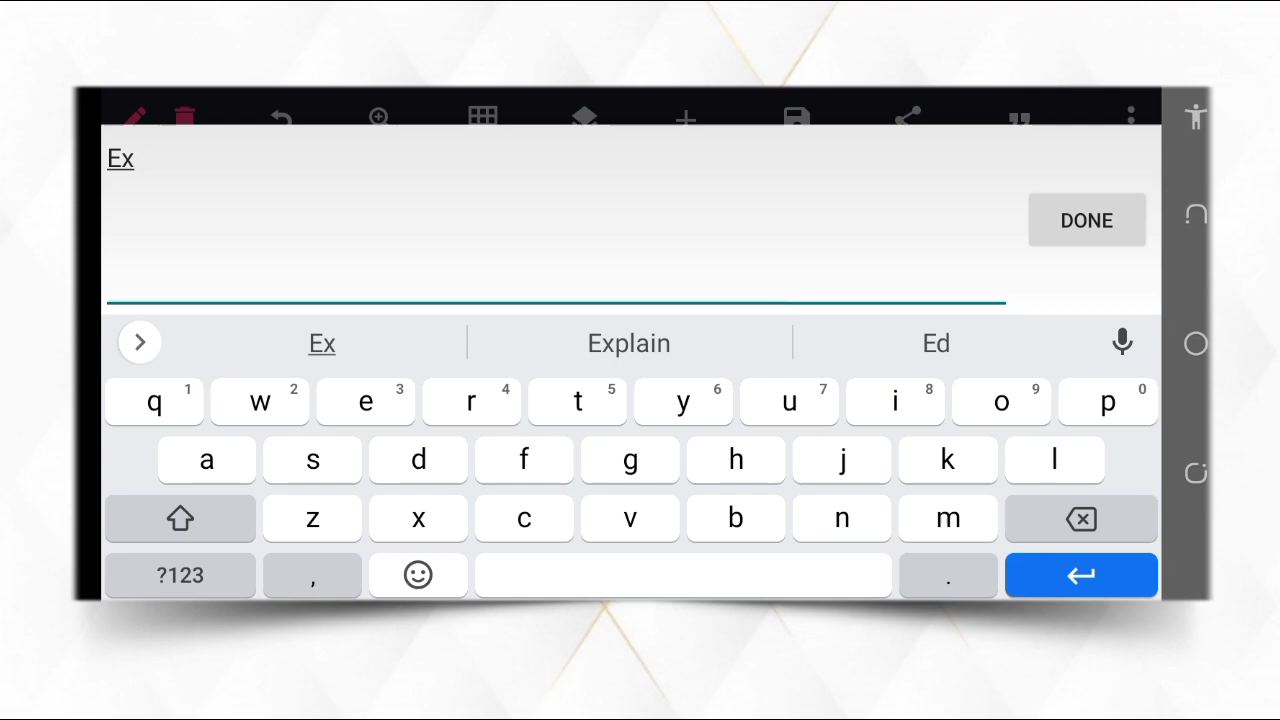 Ex
DONE
Ex Explain Ed
q 1 w 2 e 3 r 4 t 5 y 6 u 7 i 8 o 9 p 0
a s d f g h j k l
z x c v b n m
?123 , .